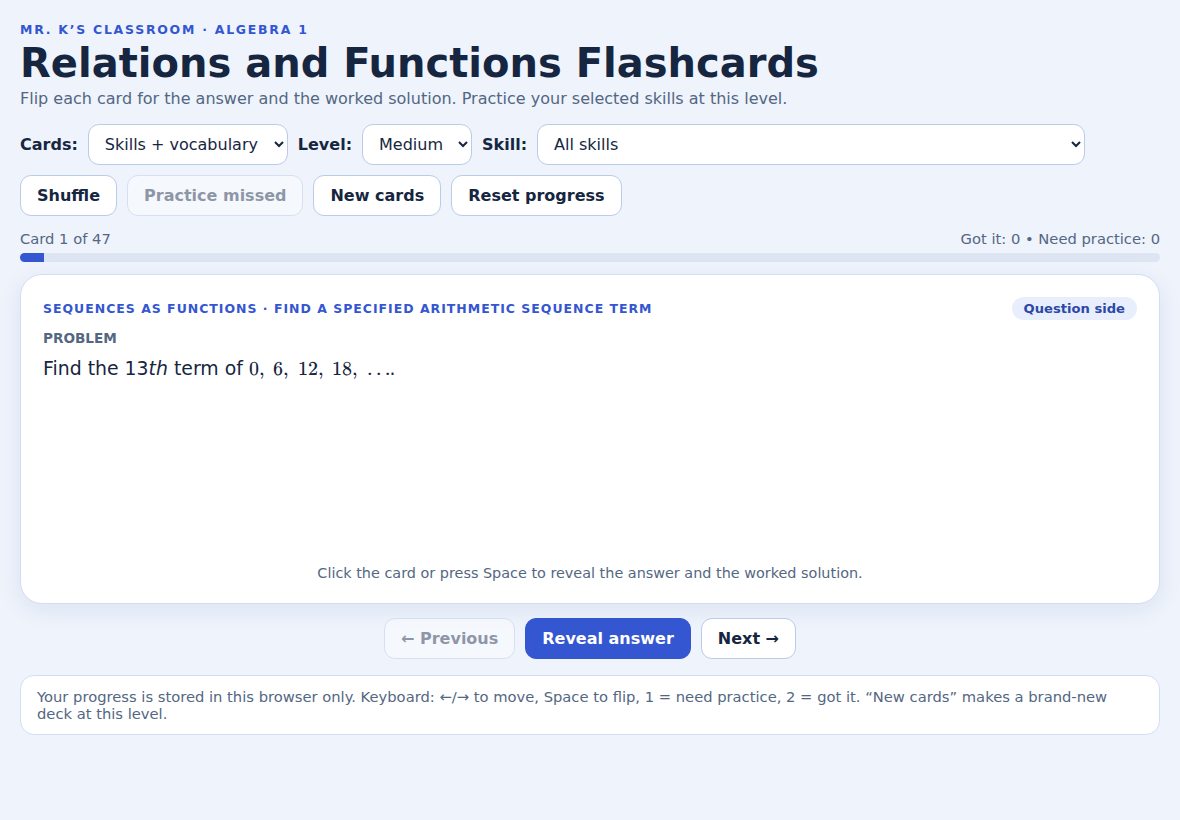 MR. K’S CLASSROOM · ALGEBRA 1
Relations and Functions Flashcards
Flip each card for the answer and the worked solution. Practice your selected skills at this level.
Cards: Skills + vocabulary Level: Medium Skill: All skills
Shuffle Practice missed New cards Reset progress
Card 1 of 47 Got it: 0 • Need practice: 0
SEQUENCES AS FUNCTIONS · FIND A SPECIFIED ARITHMETIC SEQUENCE TERM Question side
PROBLEM
Find the 13th term of 0, 6, 12, 18, ….
Click the card or press Space to reveal the answer and the worked solution.
← Previous Reveal answer Next →
Your progress is stored in this browser only. Keyboard: ←/→ to move, Space to flip, 1 = need practice, 2 = got it. “New cards” makes a brand-new
deck at this level.